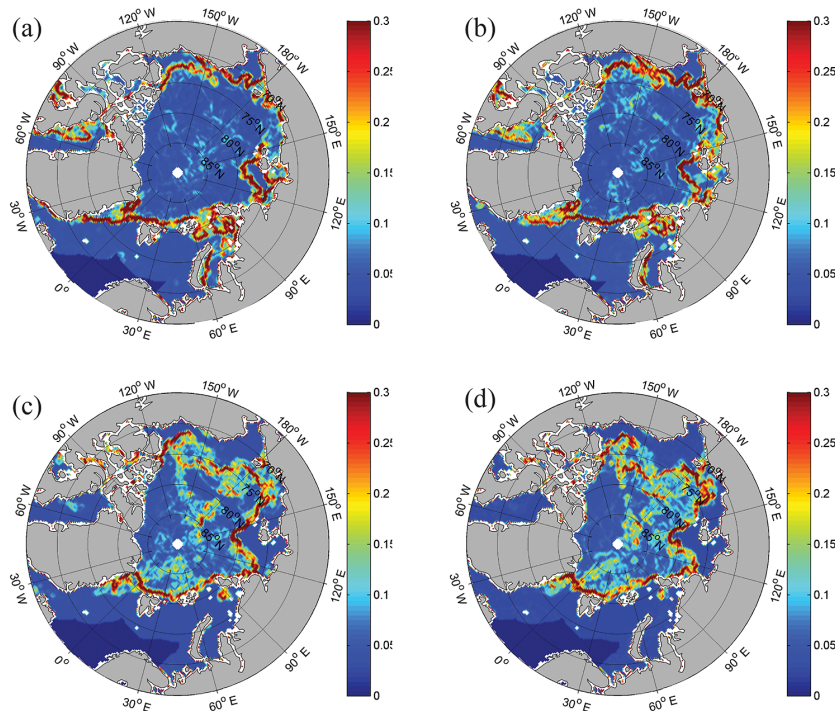 (a)
120° W
150° W
90° W
180° W
60° W
150° E
30° W
120° E
0°
90° E
30° E
60° E
70°N
75°N
80°N
85°N
0.3
0.25
0.2
0.15
0.1
0.05
0
(b)
120° W
150° W
90° W
180° W
60° W
150° E
30° W
120° E
0°
90° E
30° E
60° E
70°N
75°N
80°N
85°N
0.3
0.25
0.2
0.15
0.1
0.05
0
(c)
120° W
150° W
90° W
180° W
60° W
150° E
30° W
120° E
0°
90° E
30° E
60° E
70°N
75°N
80°N
85°N
0.3
0.25
0.2
0.15
0.1
0.05
0
(d)
120° W
150° W
90° W
180° W
60° W
150° E
30° W
120° E
0°
90° E
30° E
60° E
70°N
75°N
80°N
85°N
0.3
0.25
0.2
0.15
0.1
0.05
0